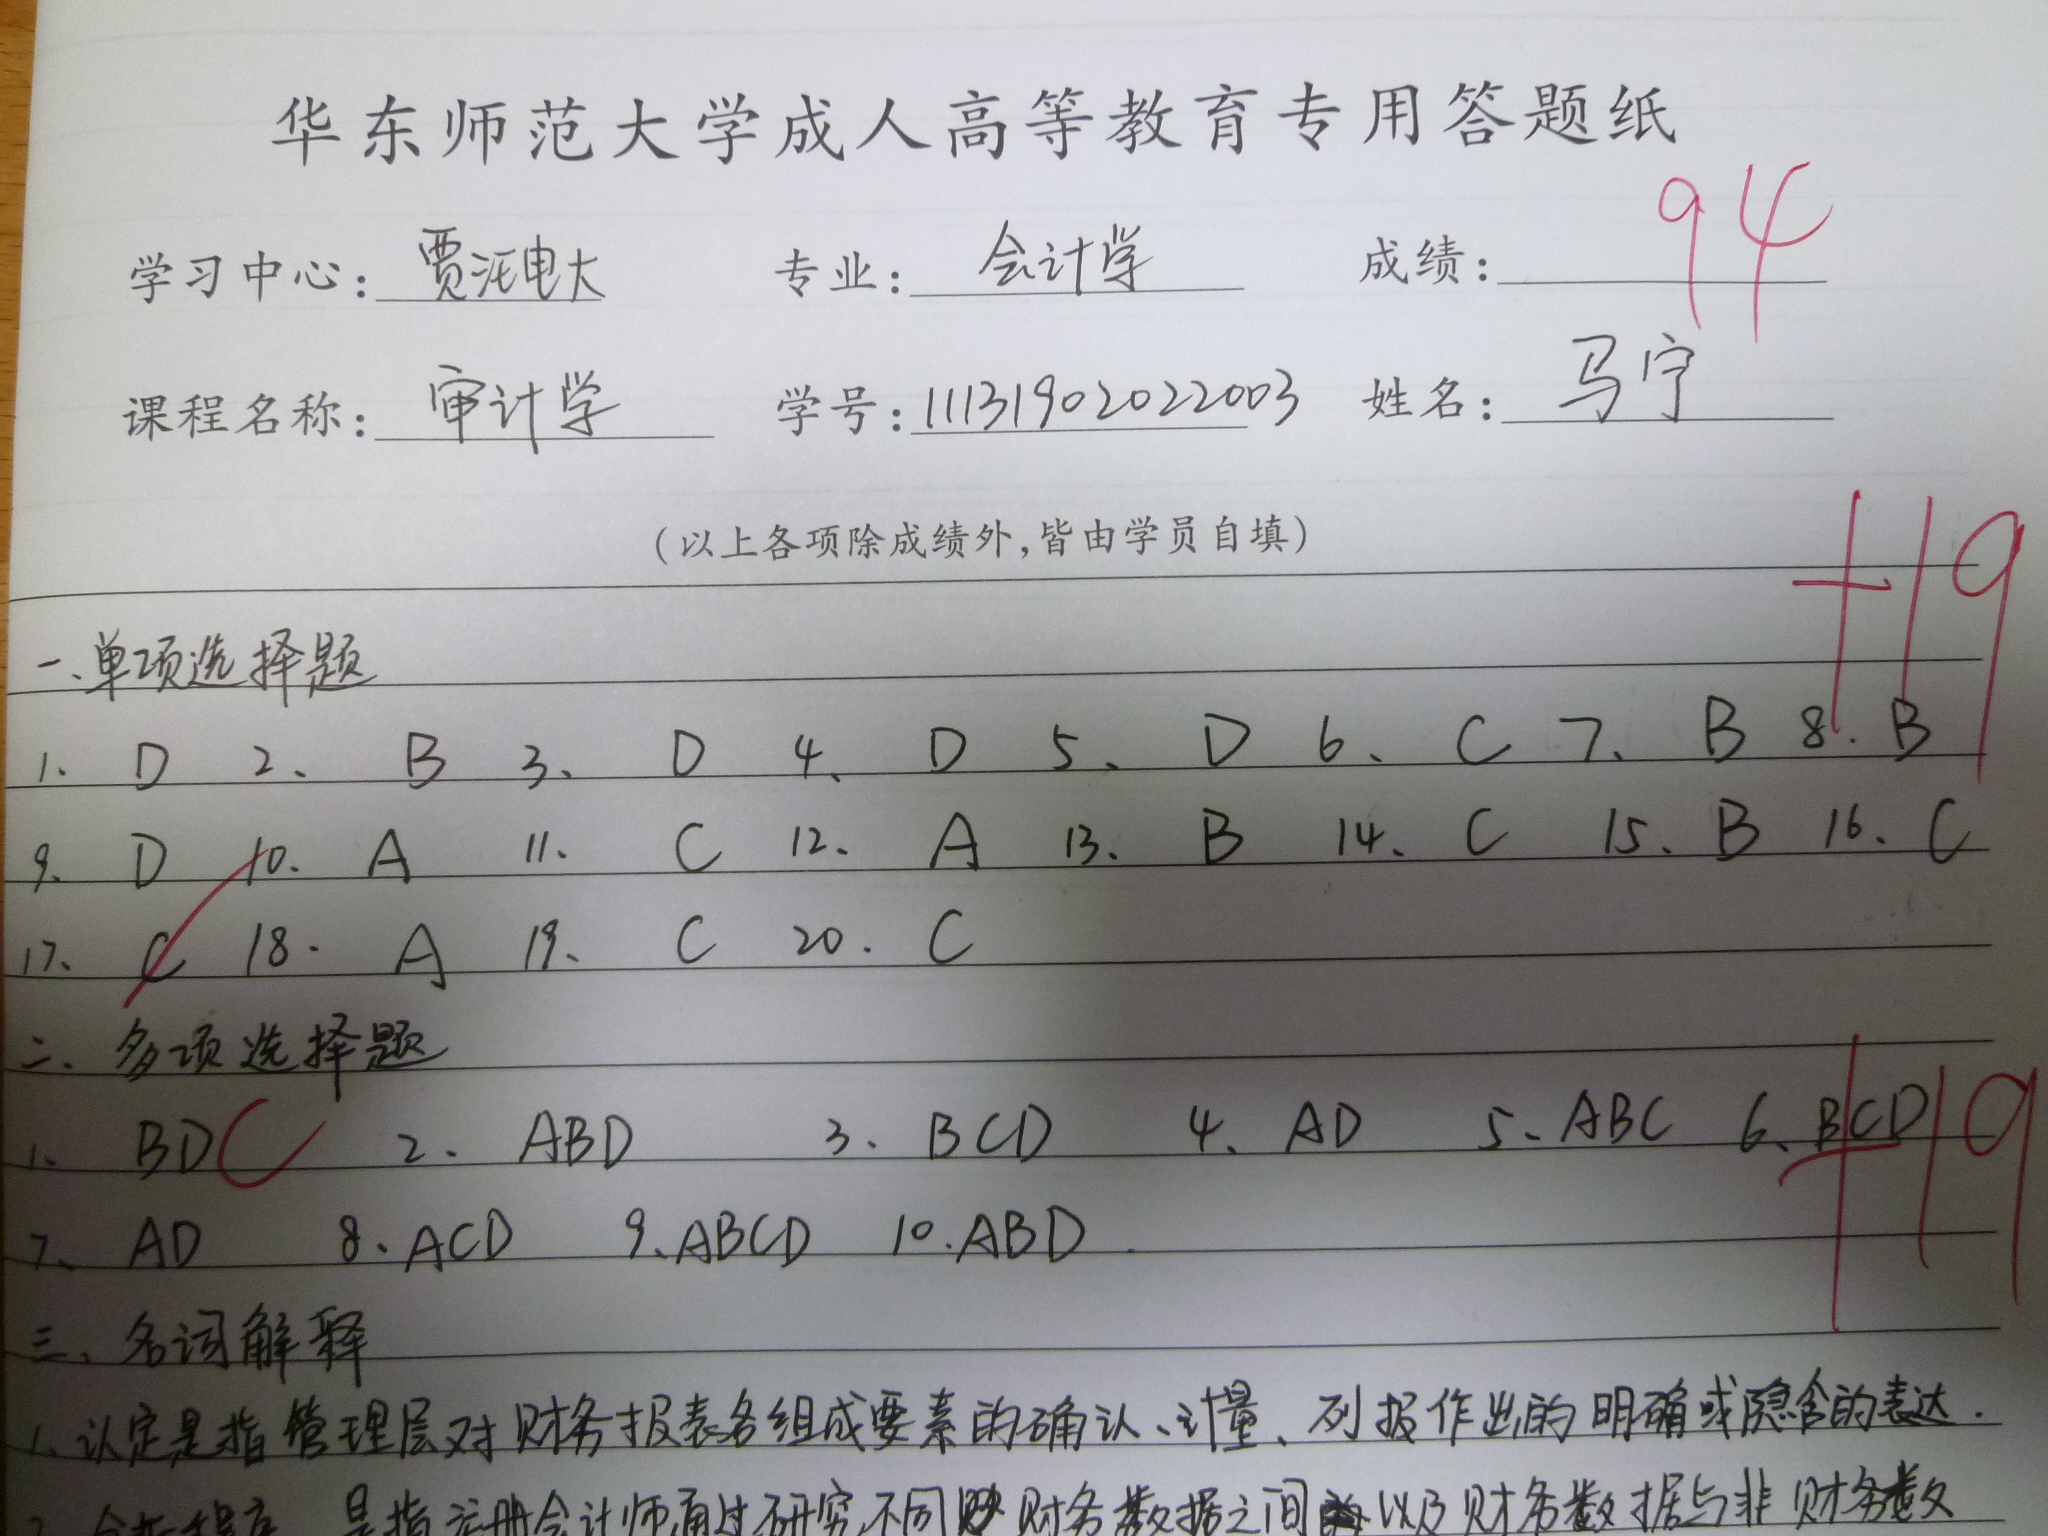 华东师范大学成人高等教育专用答题纸
学习中心：贾汪电大 专业：会计学 成绩：94
课程名称：审计学 学号：11131902022003 姓名：马宁
（以上各项除成绩外，皆由学员自填）
+19
一、单项选择题
1、D 2、B 3、D 4、D 5、D 6、C 7、B 8．B
9、D 10、A 11、C 12、A 13、B 14、C 15、B 16、C
17、C 18．A 19、C 20．C
二、多项选择题 +19
1、BDC 2、ABD 3．BCD 4、AD 5、ABC 6、BCD
7、AD 8、ACD 9、ABCD 10．ABD．
三、名词解释
1、认定是指管理层对财务报表各组成要素的确认、计量、列报作出的明确或隐含的表达．
是指注册会计师通过研究不同财务数据之间以及财务数据与非财务数